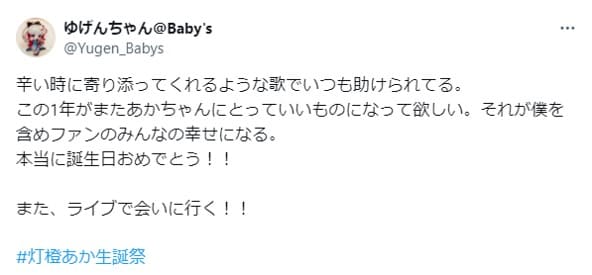 ゆげんちゃん@Baby's
@Yugen_Babys
辛い時に寄り添ってくれるような歌でいつも助けられてる。
この1年がまたあかちゃんにとっていいものになって欲しい。それが僕を
含めファンのみんなの幸せになる。
本当に誕生日おめでとう！！
また、ライブで会いに行く！！
#灯橙あか生誕祭